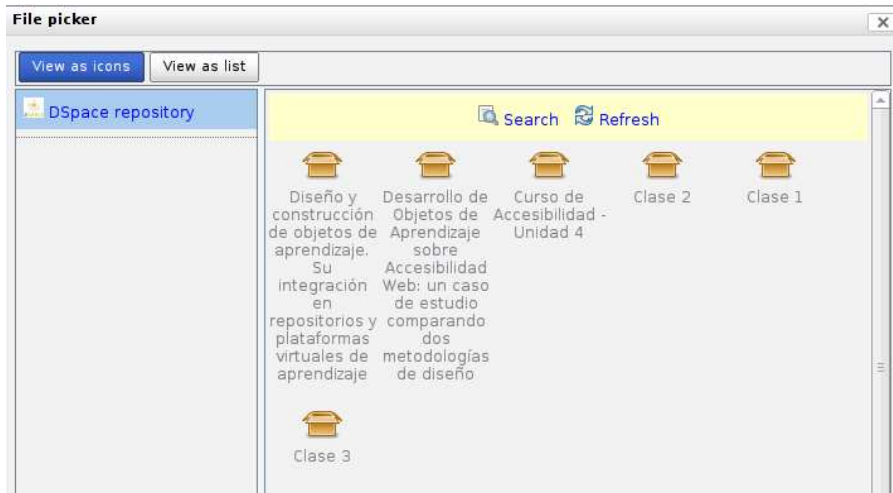 File picker
View as icons
View as list
DSpace repository
Search
Refresh
Diseño y
construcción
de objetos de
aprendizaje.
Su
integración
en
repositorios y
plataformas
virtuales de
aprendizaje
Desarrollo de
Objetos de
Aprendizaje
sobre
Accesibilidad
Web: un caso
de estudio
comparando
dos
metodologías
de diseño
Curso de
Accesibilidad -
Unidad 4
Clase 2
Clase 1
Clase 3